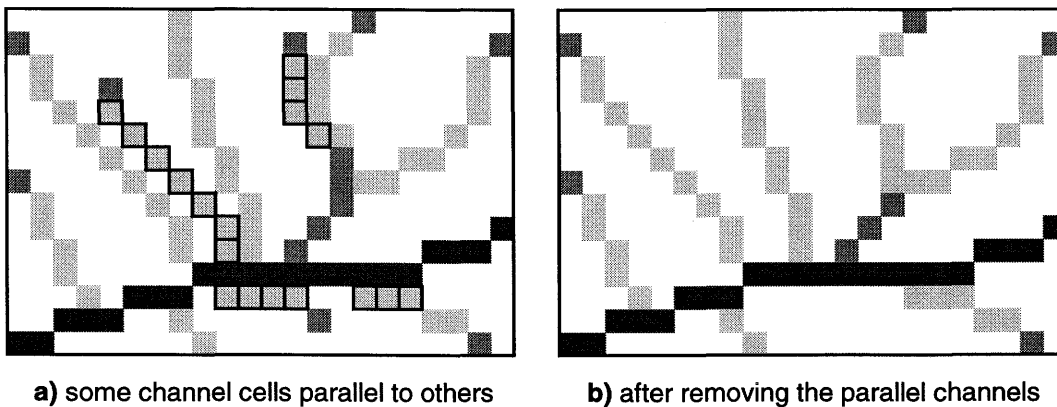 a) some channel cells parallel to others
b) after removing the parallel channels